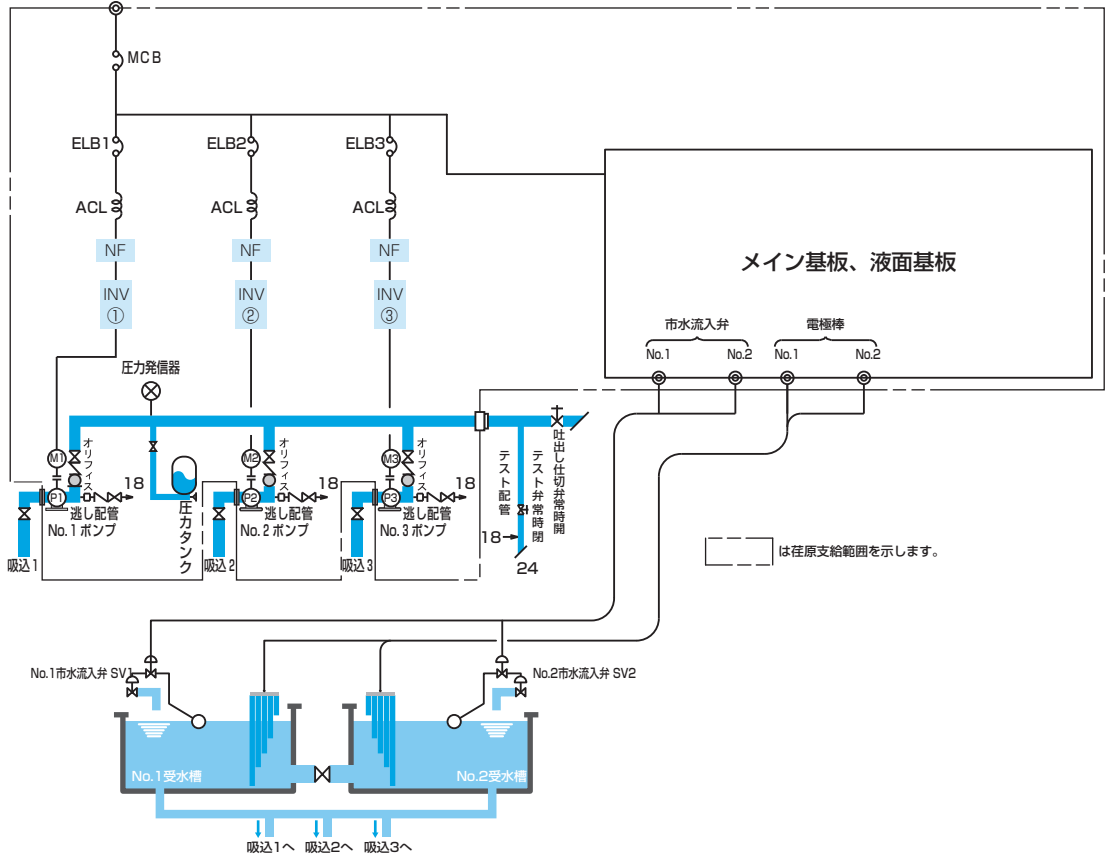 MCB
ELB1
ELB2
ELB3
ACL
ACL
ACL
NF
NF
NF
INV
①
INV
②
INV
③
メイン基板、液面基板
市水流入弁
電極棒
No.1
No.2
No.1
No.2
圧力発信器
オリフィス
オリフィス
オリフィス
M1
M2
M3
P1
P2
P3
18
18
18
逃し配管
逃し配管
逃し配管
No.1ポンプ
No.2ポンプ
No.3ポンプ
圧力タンク
吸込1
吸込2
吸込3
テスト配管
テスト弁常時閉
吐出し仕切弁常時開
18
24
は荏原支給範囲を示します。
No.1市水流入弁 SV1
No.2市水流入弁 SV2
No.1受水槽
No.2受水槽
吸込1へ
吸込2へ
吸込3へ